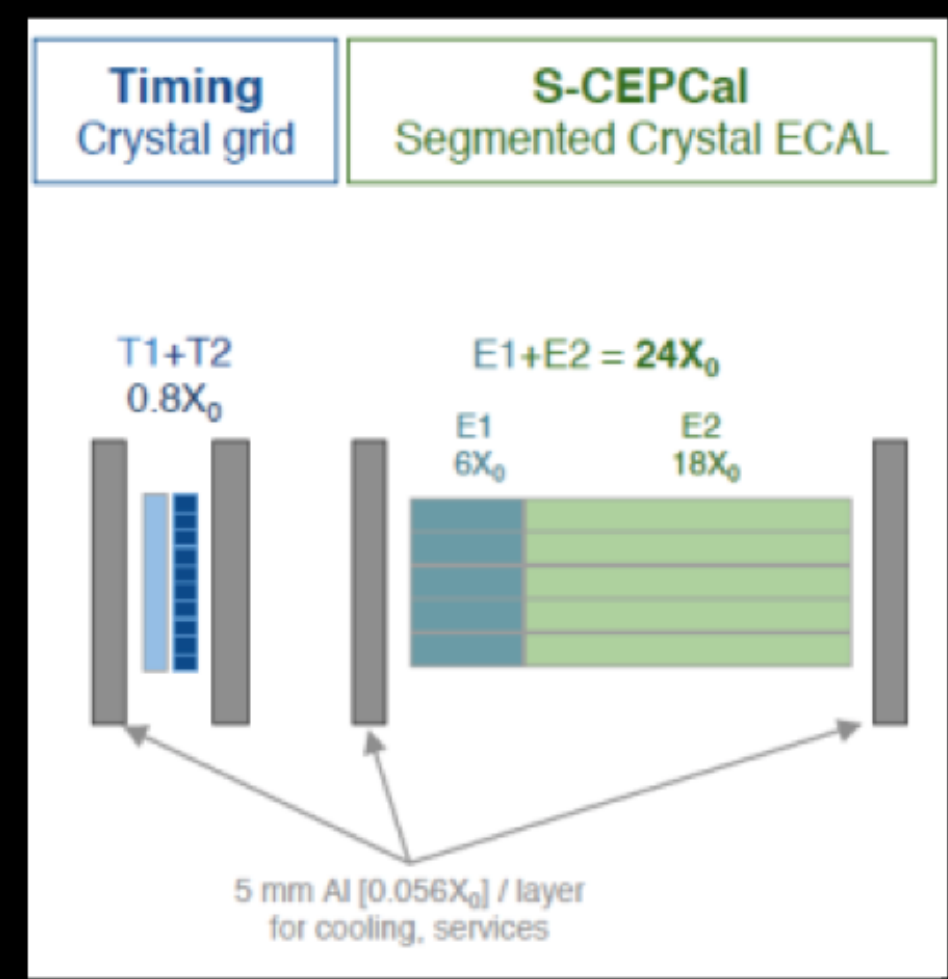 Timing
Crystal grid
S-CEPCal
Segmented Crystal ECAL
T1+T2
0.8X₀
E1+E2 = 24X₀
E1
6X₀
E2
18X₀
5 mm Al [0.056X₀] / layer
for cooling, services